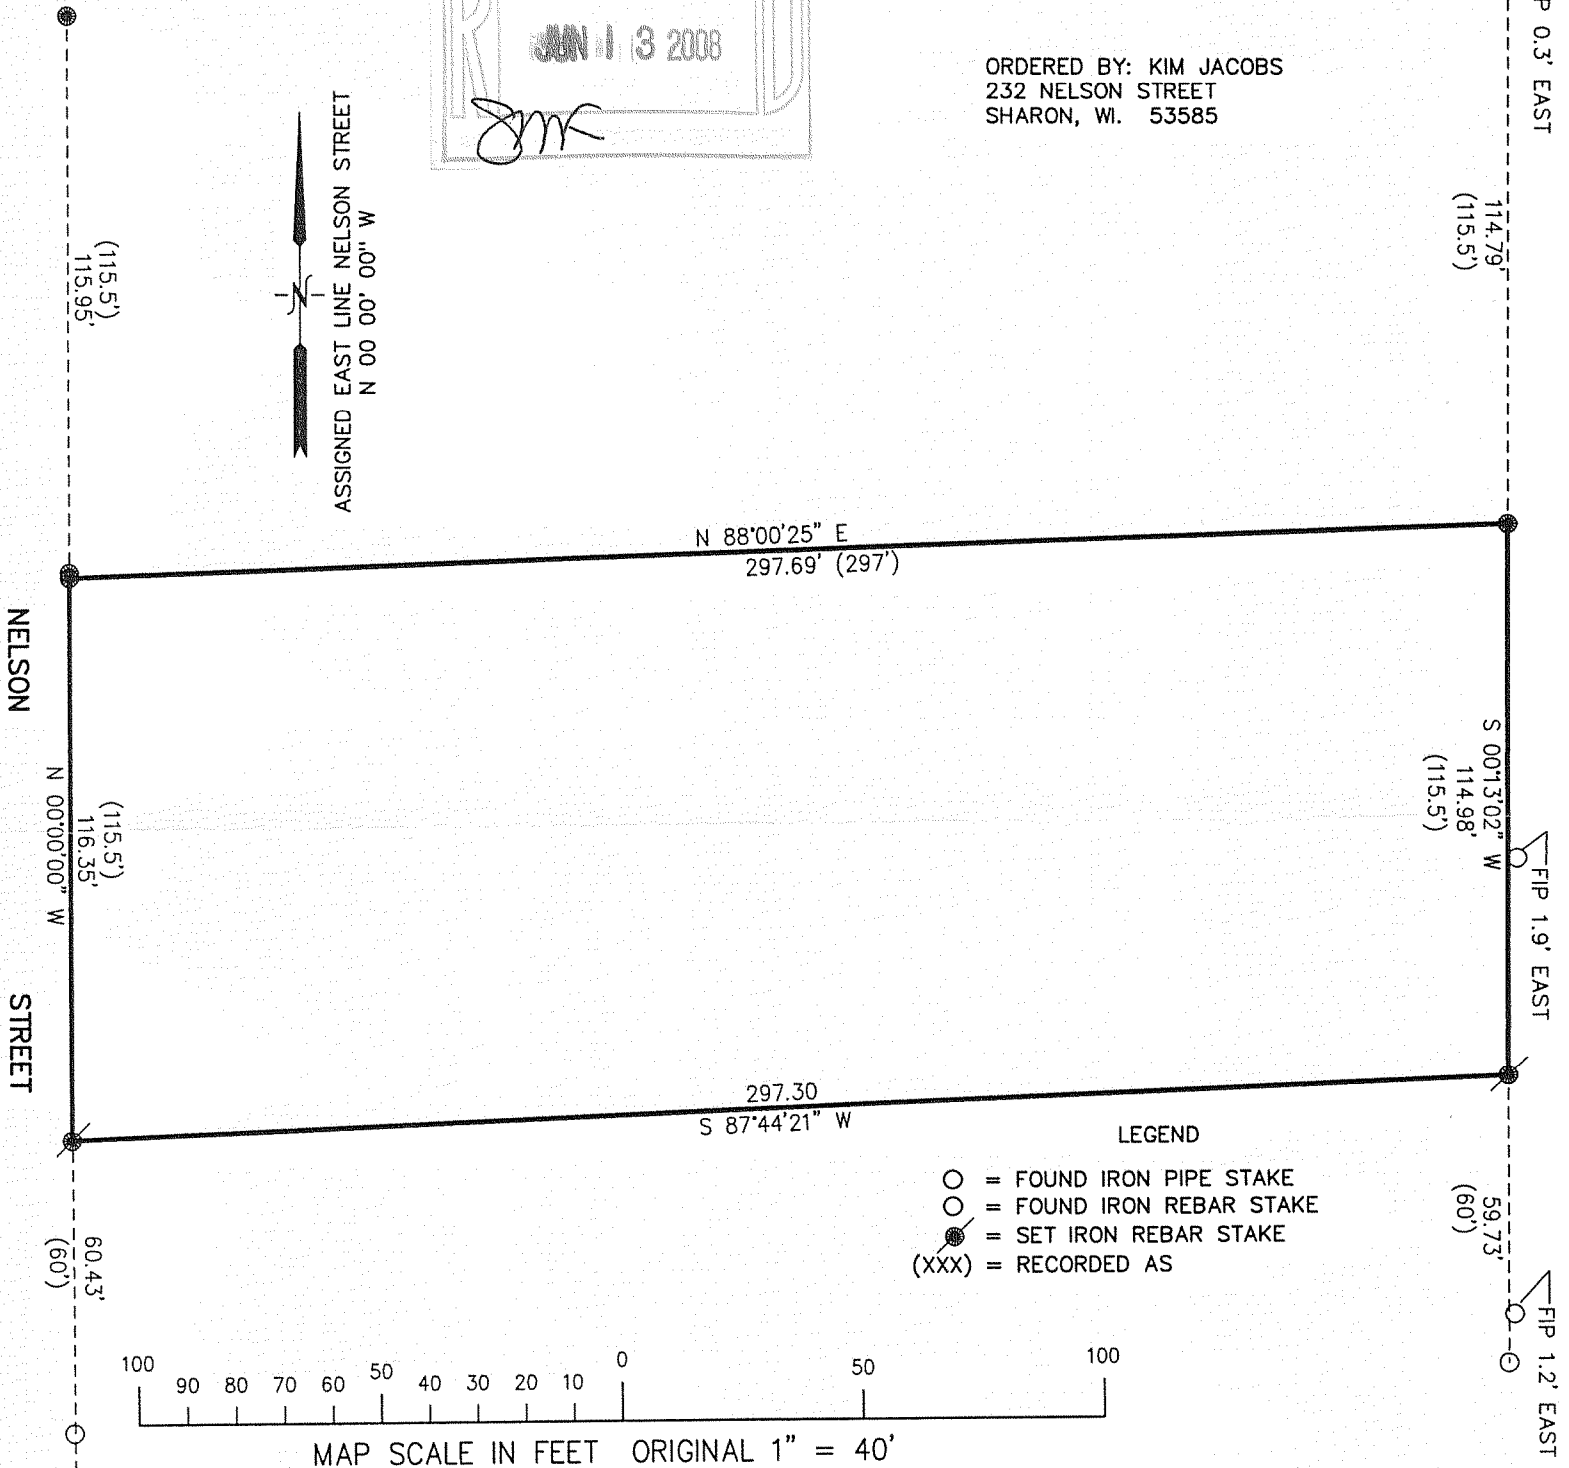 JUN 13 2008
ORDERED BY: KIM JACOBS
232 NELSON STREET
SHARON, WI. 53585
P 0.3' EAST
114.79'
(115.5')
(115.5')
115.95'
ASSIGNED EAST LINE NELSON STREET
N 00 00' 00" W
N 88°00'25" E
297.69' (297')
NELSON STREET
N 00°00'00" W
(115.5')
116.35'
S 00°13'02" W
114.98'
(115.5')
FIP 1.9' EAST
297.30
S 87°44'21" W
LEGEND
= FOUND IRON PIPE STAKE
= FOUND IRON REBAR STAKE
= SET IRON REBAR STAKE
(XXX) = RECORDED AS
59.73'
(60')
60.43'
(60')
FIP 1.2' EAST
100 90 80 70 60 50 40 30 20 10 0 50 100
MAP SCALE IN FEET ORIGINAL 1" = 40'
N